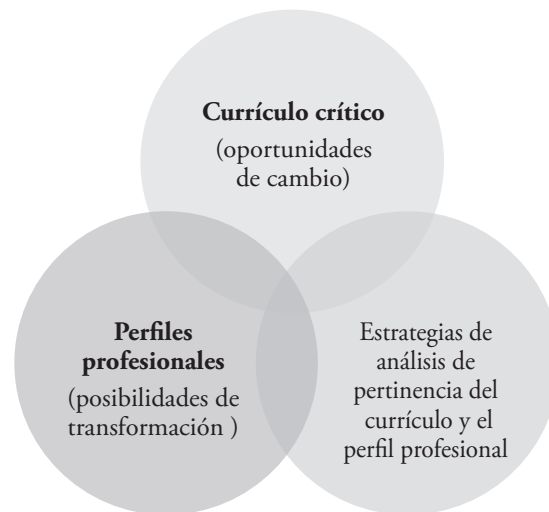 Currículo crítico
(oportunidades
de cambio)
Perfiles
profesionales
(posibilidades de
transformación )
Estrategias de
análisis de
pertinencia del
currículo y el
perfil profesional